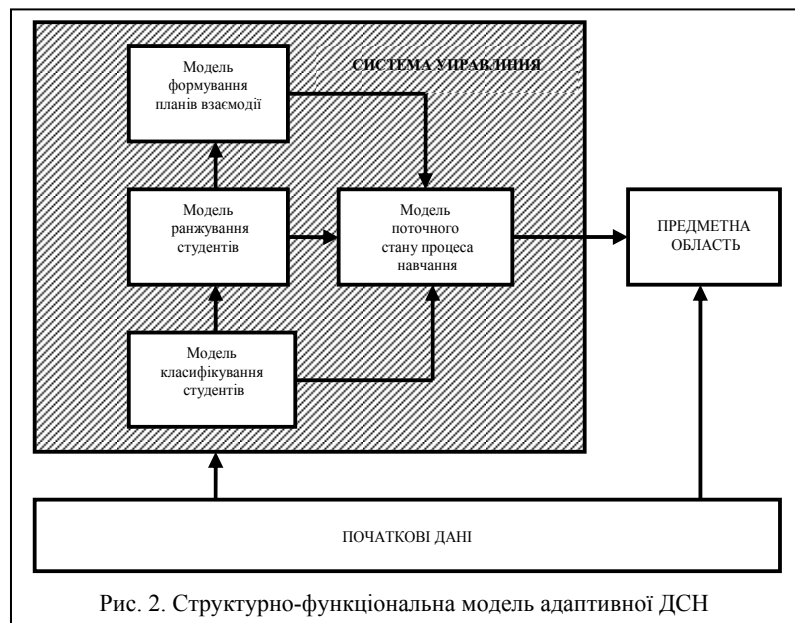 СИСТЕМА УПРАВЛІННЯ
Модель
формування
планів взаємодії
Модель
ранжування
студентів
Модель
поточного
стану процеса
навчання
ПРЕДМЕТНА
ОБЛАСТЬ
Модель
класифікування
студентів
ПОЧАТКОВІ ДАНІ
Рис. 2. Структурно-функціональна модель адаптивної ДСН